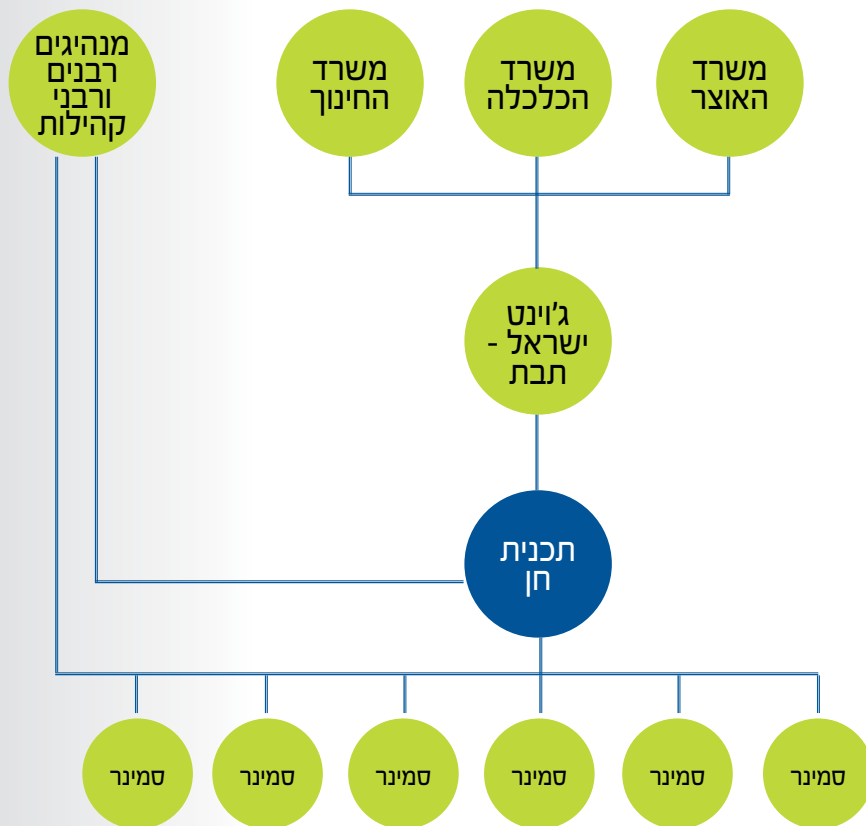 משרד
האוצר
משרד
הכלכלה
משרד
החינוך
מנהיגים
רבנים
ורבני
קהילות
ג'וינט
ישראל -
תבת
תכנית
חן
סמינר
סמינר
סמינר
סמינר
סמינר
סמינר